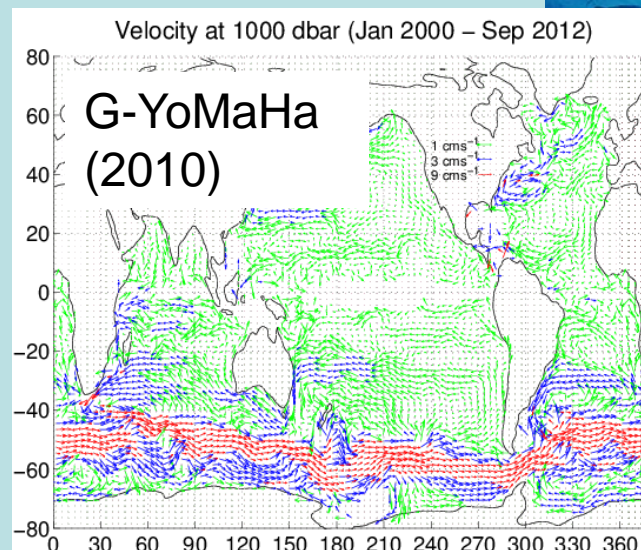 Velocity at 1000 dbar (Jan 2000 – Sep 2012)
G-YoMaHa
(2010)
1 cms⁻¹
3 cms⁻¹
9 cms⁻¹
80
60
40
20
0
−20
−40
−60
−80
0 30 60 90 120 150 180 210 240 270 300 330 360